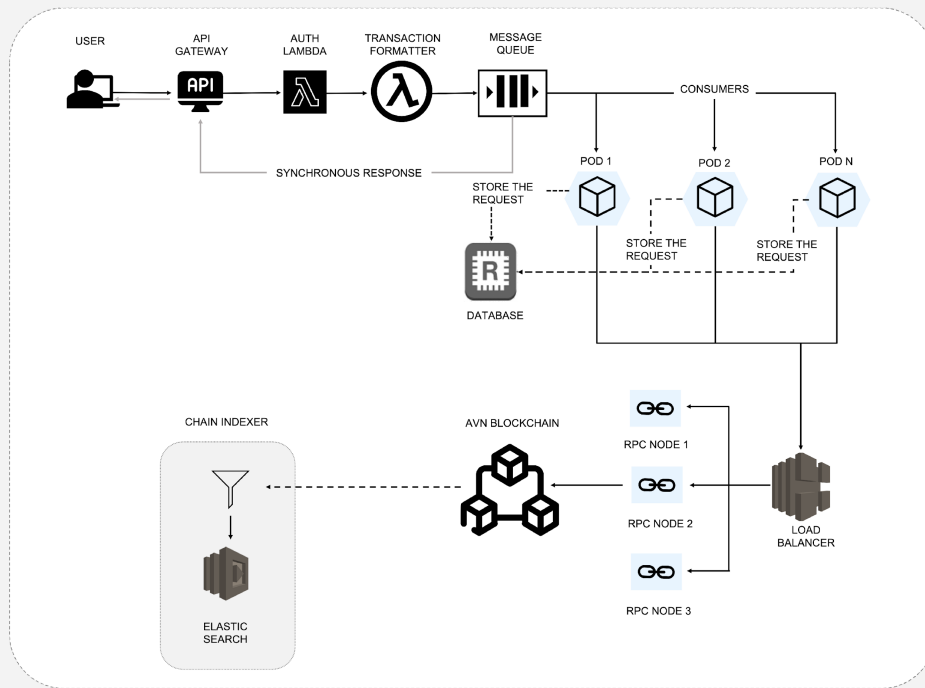 USER
API
GATEWAY
AUTH
LAMBDA
TRANSACTION
FORMATTER
MESSAGE
QUEUE
API
CONSUMERS
SYNCHRONOUS RESPONSE
POD 1
POD 2
POD N
STORE THE
REQUEST
STORE THE
REQUEST
STORE THE
REQUEST
R
DATABASE
CHAIN INDEXER
AVN BLOCKCHAIN
RPC NODE 1
RPC NODE 2
LOAD
BALANCER
RPC NODE 3
ELASTIC
SEARCH